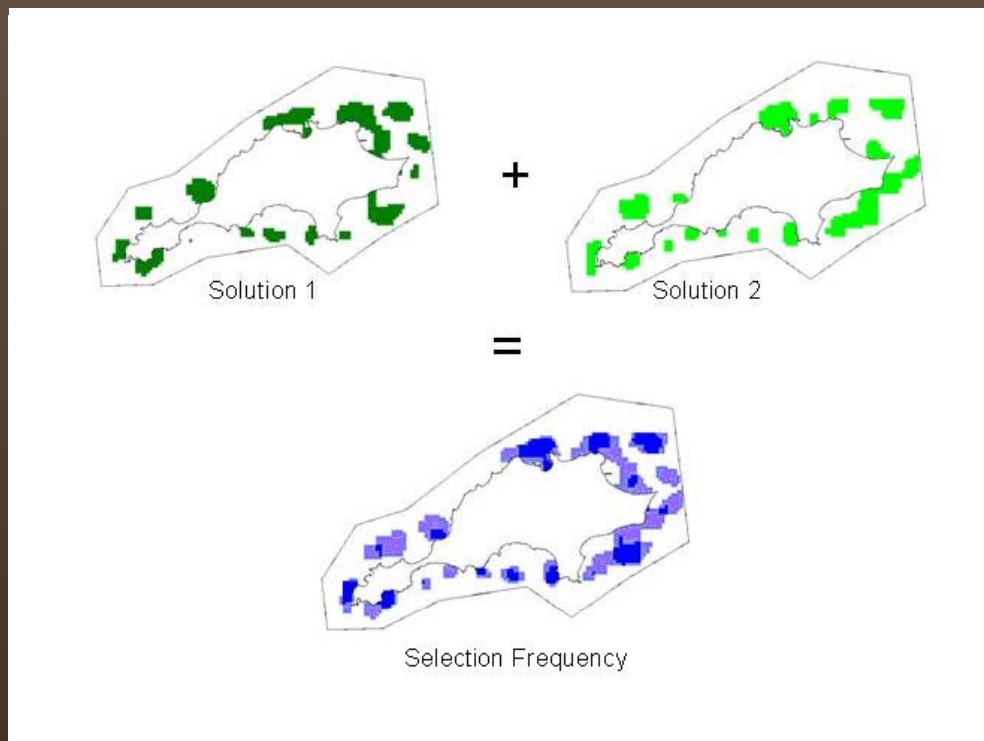 +
Solution 1
Solution 2
=
Selection Frequency